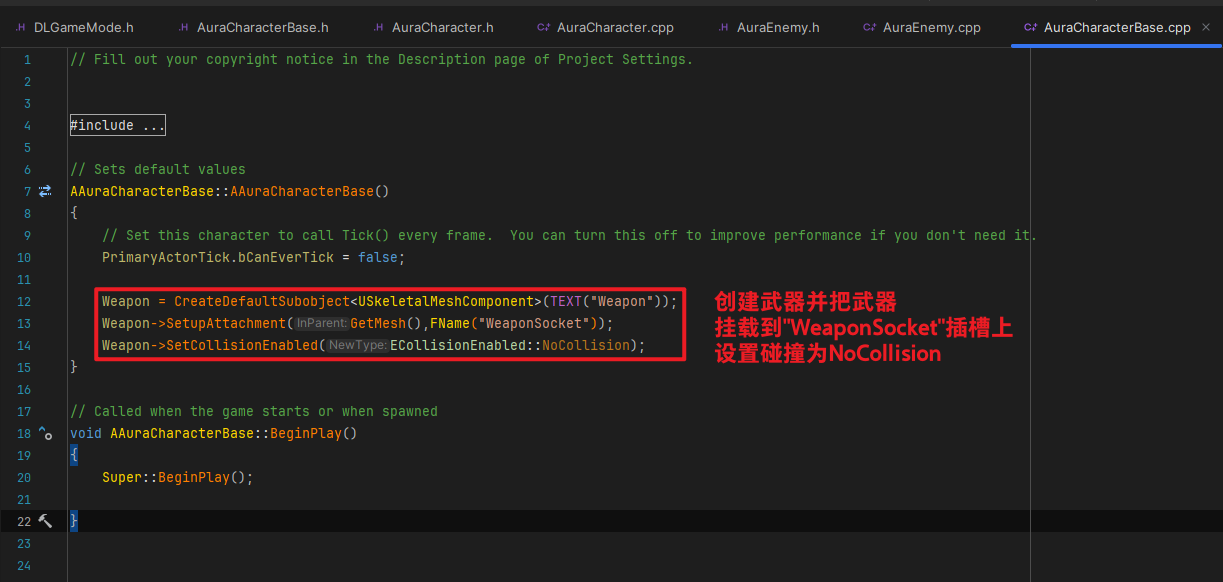 DLGameMode.h AuraCharacterBase.h AuraCharacter.h AuraCharacter.cpp AuraEnemy.h AuraEnemy.cpp AuraCharacterBase.cpp
1 // Fill out your copyright notice in the Description page of Project Settings.
2
3
4 #include ...
5
6 // Sets default values
7 AAuraCharacterBase::AAuraCharacterBase()
8 {
9 // Set this character to call Tick() every frame.  You can turn this off to improve performance if you don't need it.
10 PrimaryActorTick.bCanEverTick = false;
11
12 Weapon = CreateDefaultSubobject<USkeletalMeshComponent>(TEXT("Weapon"));
13 Weapon->SetupAttachment(InParent:GetMesh(),FName("WeaponSocket"));
14 Weapon->SetCollisionEnabled(NewType:ECollisionEnabled::NoCollision);
创建武器并把武器
挂载到"WeaponSocket"插槽上
设置碰撞为NoCollision
15 }
16
17 // Called when the game starts or when spawned
18 void AAuraCharacterBase::BeginPlay()
19 {
20 Super::BeginPlay();
21
22 }
23
24